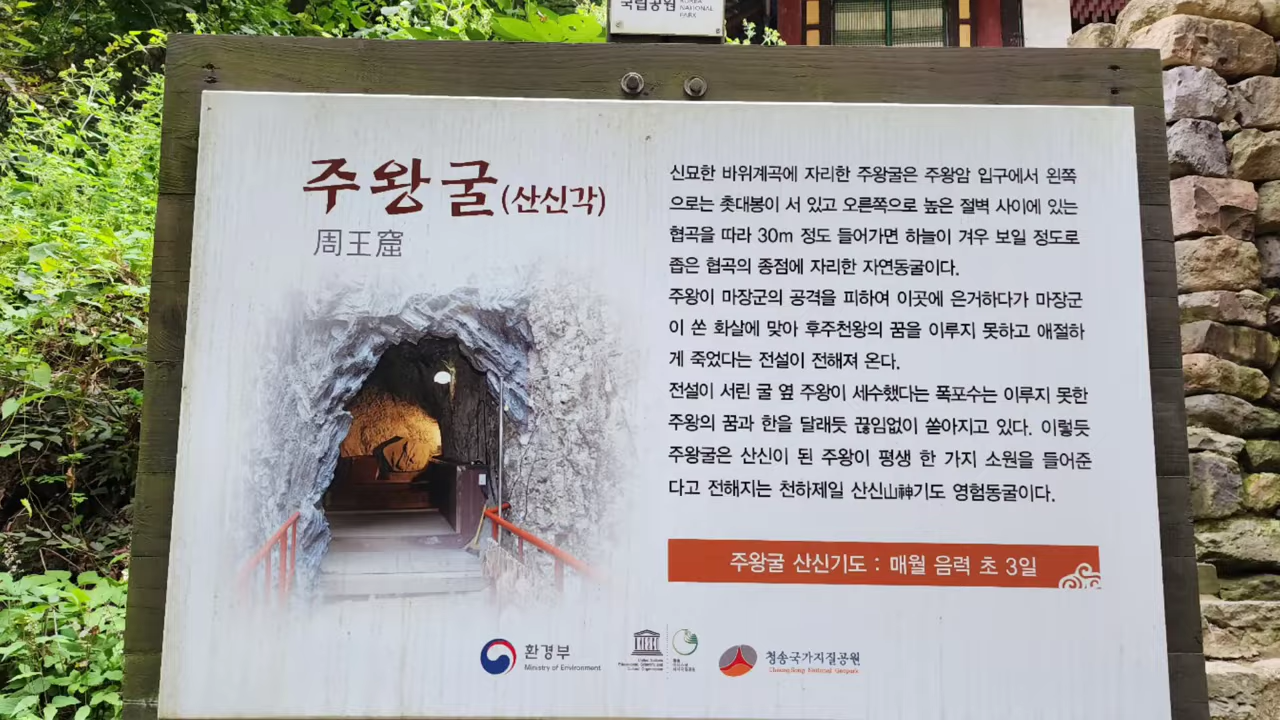 국립공원
KOREA
NATIONAL
PARK
주왕굴(산신각)
周王窟
신묘한 바위계곡에 자리한 주왕굴은 주왕암 입구에서 왼쪽
으로는 촛대봉이 서 있고 오른쪽으로 높은 절벽 사이에 있는
협곡을 따라 30m 정도 들어가면 하늘이 겨우 보일 정도로
좁은 협곡의 종점에 자리한 자연동굴이다.
주왕이 마장군의 공격을 피하여 이곳에 은거하다가 마장군
이 쏜 화살에 맞아 후주천왕의 꿈을 이루지 못하고 애절하
게 죽었다는 전설이 전해져 온다.
전설이 서린 굴 옆 주왕이 세수했다는 폭포수는 이루지 못한
주왕의 꿈과 한을 달래듯 끊임없이 쏟아지고 있다. 이렇듯
주왕굴은 산신이 된 주왕이 평생 한 가지 소원을 들어준
다고 전해지는 천하제일 산신山神기도 영험동굴이다.
주왕굴 산신기도 : 매월 음력 초 3일
환경부
Ministry of Environment
청송국가지질공원